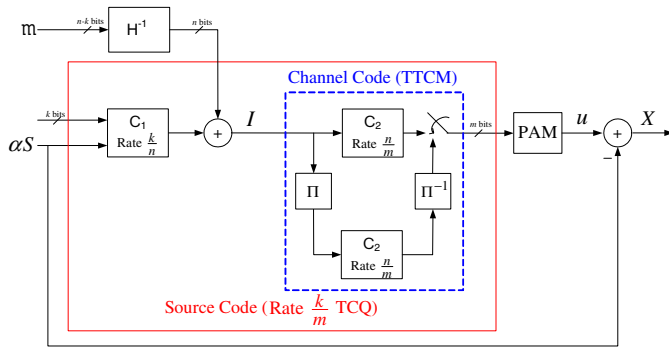 m
n-k bits
H⁻¹
n bits
Channel Code (TTCM)
k bits
αS
C₁
Rate k/n
+
I
C₂
Rate n/m
m bits
PAM
u
+
−
X
Π
Π⁻¹
C₂
Rate n/m
Source Code (Rate k/m TCQ)